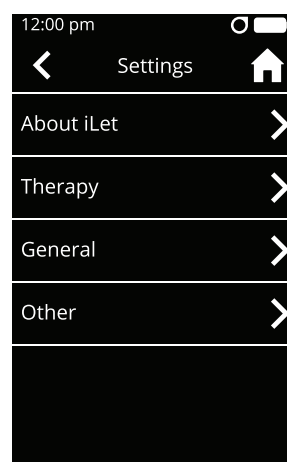 12:00 pm
Settings
About iLet
Therapy
General
Other